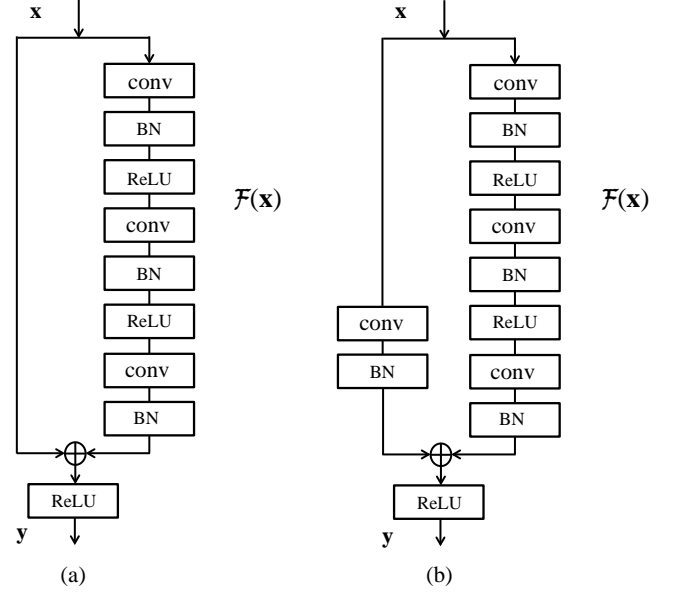 x
conv
BN
ReLU
conv
BN
ReLU
conv
BN
ℱ(x)
ReLU
y
(a)
x
conv
BN
ReLU
conv
BN
ReLU
conv
BN
ℱ(x)
conv
BN
ReLU
y
(b)